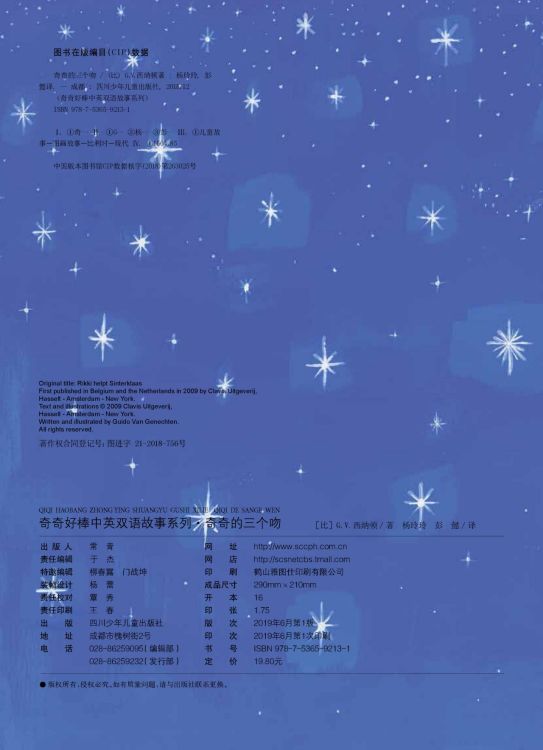 图书在版编目(CIP)数据
奇奇的三个吻 / (比) G.V.西纳顿著 ; 杨玲玲, 彭
懿译. — 成都 : 四川少年儿童出版社, 2018.12
(奇奇好棒中英双语故事系列)
ISBN 978-7-5365-9213-1
Ⅰ. ①奇… Ⅱ. ①G… ②杨… ③彭… Ⅲ. ①儿童故
事—图画故事—比利时—现代 Ⅳ.
中国版本图书馆CIP数据核字(2018)第263025号
Original title: Rikki helpt Sinterklaas
First published in Belgium and the Netherlands in 2009 by Clavis Uitgeverij,
Hasselt - Amsterdam - New York.
Text and illustrations © 2009 Clavis Uitgeverij,
Hasselt - Amsterdam - New York.
Written and illustrated by Guido Van Genechten.
All rights reserved.
著作权合同登记号: 图进字 21-2018-756号
QIQI HAOBANG ZHONG YING SHUANGYU GUSHI XILIE QIQI DE SANGE WEN
奇奇好棒中英双语故事系列·奇奇的三个吻 [比] G.V.西纳顿/著 杨玲玲 彭 懿/译
出 版 人 常 青 网 址 http://www.sccph.com.cn
责任编辑 于 杰 网 店 http://scsnetcbs.tmall.com
特邀编辑 柳春霞 门战坤 印 刷 鹤山雅图仕印刷有限公司
装帧设计 杨 蕾 成品尺寸 290mm×210mm
责任校对 覃 秀 开 本 16
责任印制 王 春 印 张 1.75
出 版 四川少年儿童出版社 版 次 2019年6月第1版
地 址 成都市槐树街2号 印 次 2019年6月第1次印刷
电 话 028-86259095[编辑部] 书 号 ISBN 978-7-5365-9213-1
028-86259232[发行部] 定 价 19.80元
● 版权所有,侵权必究。如有质量问题,请与出版社联系更换。